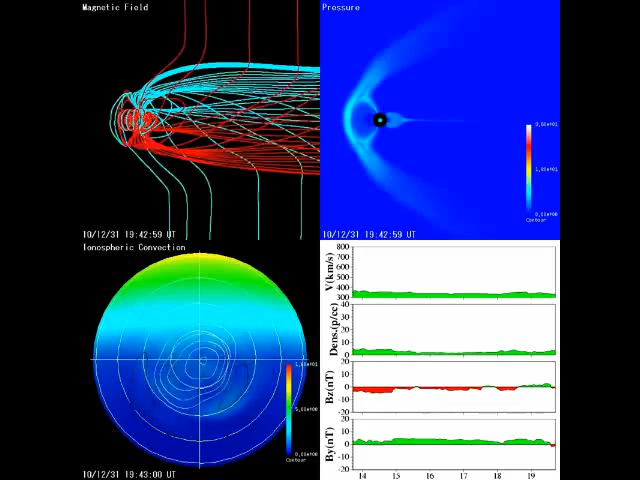 Magnetic Field
10/12/31 19:42:59 UT
Pressure
3,60e+01
1,80e+01
0,00e+00
Contour
10/12/31 19:42:59 UT
Ionospheric Convection
1,00e+01
5,00e+00
0,00e+00
Contour
10/12/31 19:43:00 UT
V(km/s)
800
700
600
500
400
300
Dens.(p/cc)
40
30
20
10
0
Bz(nT)
20
10
0
-10
-20
By(nT)
20
10
0
-10
-20
14 15 16 17 18 19